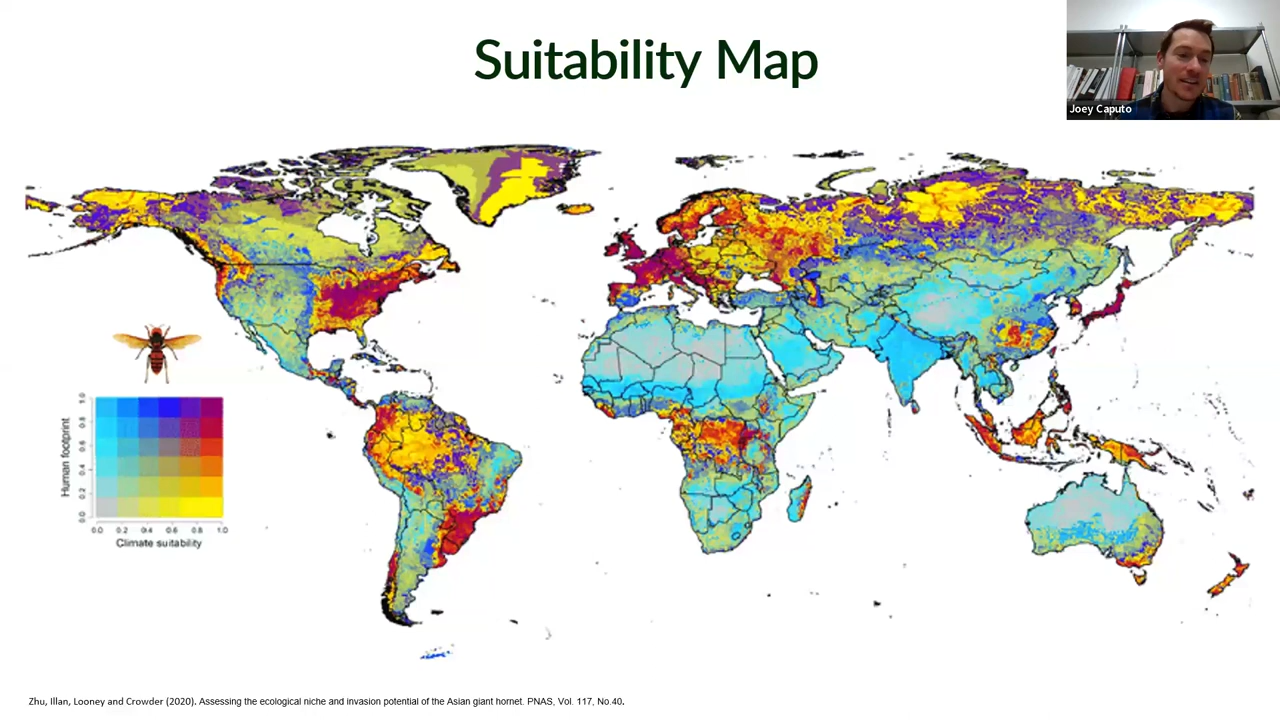 Suitability Map
Joey Caputo
Human footprint
1.0
0.8
0.6
0.4
0.2
0.0
0.0 0.2 0.4 0.6 0.8 1.0
Climate suitability
Zhu, Illan, Looney and Crowder (2020). Assessing the ecological niche and invasion potential of the Asian giant hornet. PNAS, Vol. 117, No.40.